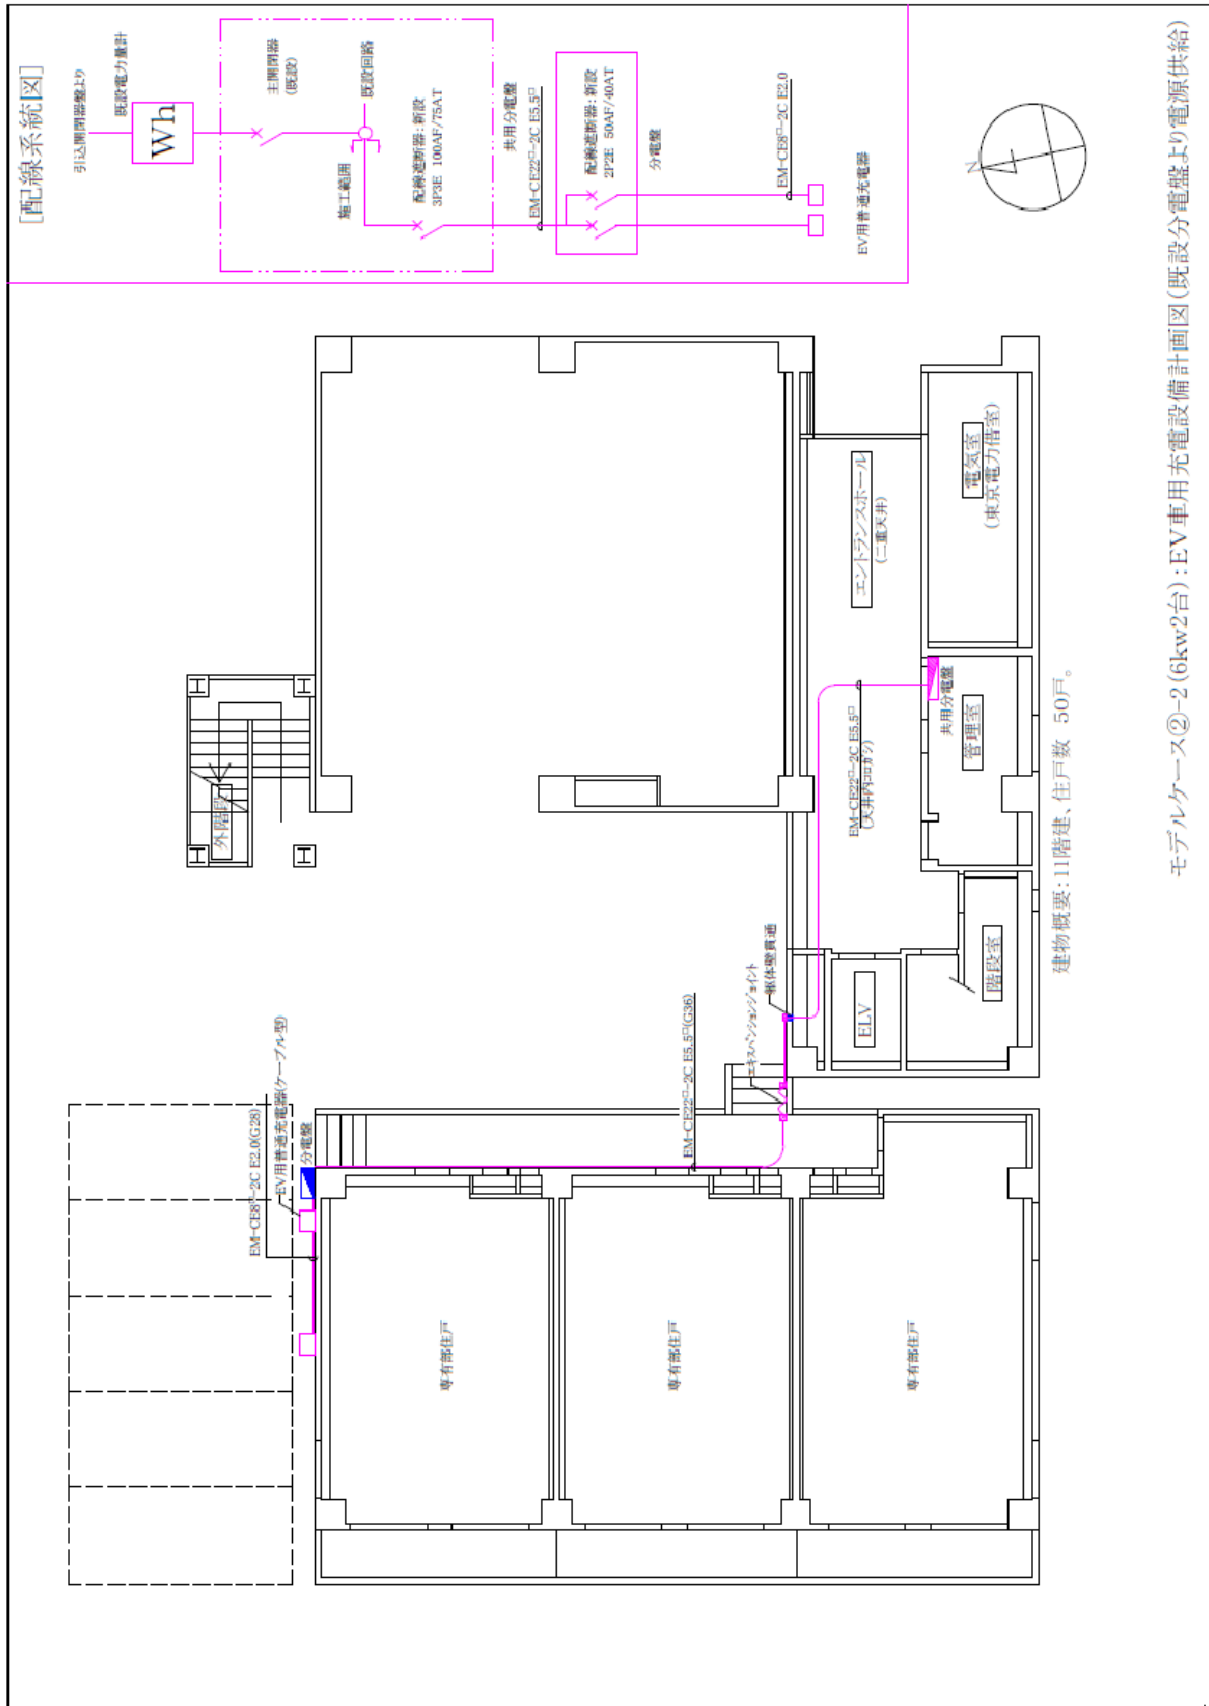 [配線系統図]
引込開閉器盤より
既設電力量計
Wh
主開閉器
(既設)
既設回路
施工範囲
配線遮断器:新設
3P3E 100AF/75AT
共用分電盤
EM-CE22□-2C E5.5□
配線遮断器:新設
2P2E 50AF/40AT
分電盤
EM-CE8□-2C E2.0
EV用普通充電器
N
外階段
エントランスホール
(二重天井)
電気室
(東京電力借室)
共用分電盤
管理室
EM-CE22□-2C E5.5□
(天井内コロガシ)
階段室
ELV
躯体壁貫通
エキスパンションジョイント
EM-CE22□-2C E5.5□(G36)
EM-CE8□-2C E2.0(G28)
EV用普通充電器(ケーブル型)
分電盤
専有部住戸
専有部住戸
専有部住戸
建物概要:11階建、住戸数 50戸。
モデルケース②-2(6kw2台):EV車用充電設備計画図(既設分電盤より電源供給)